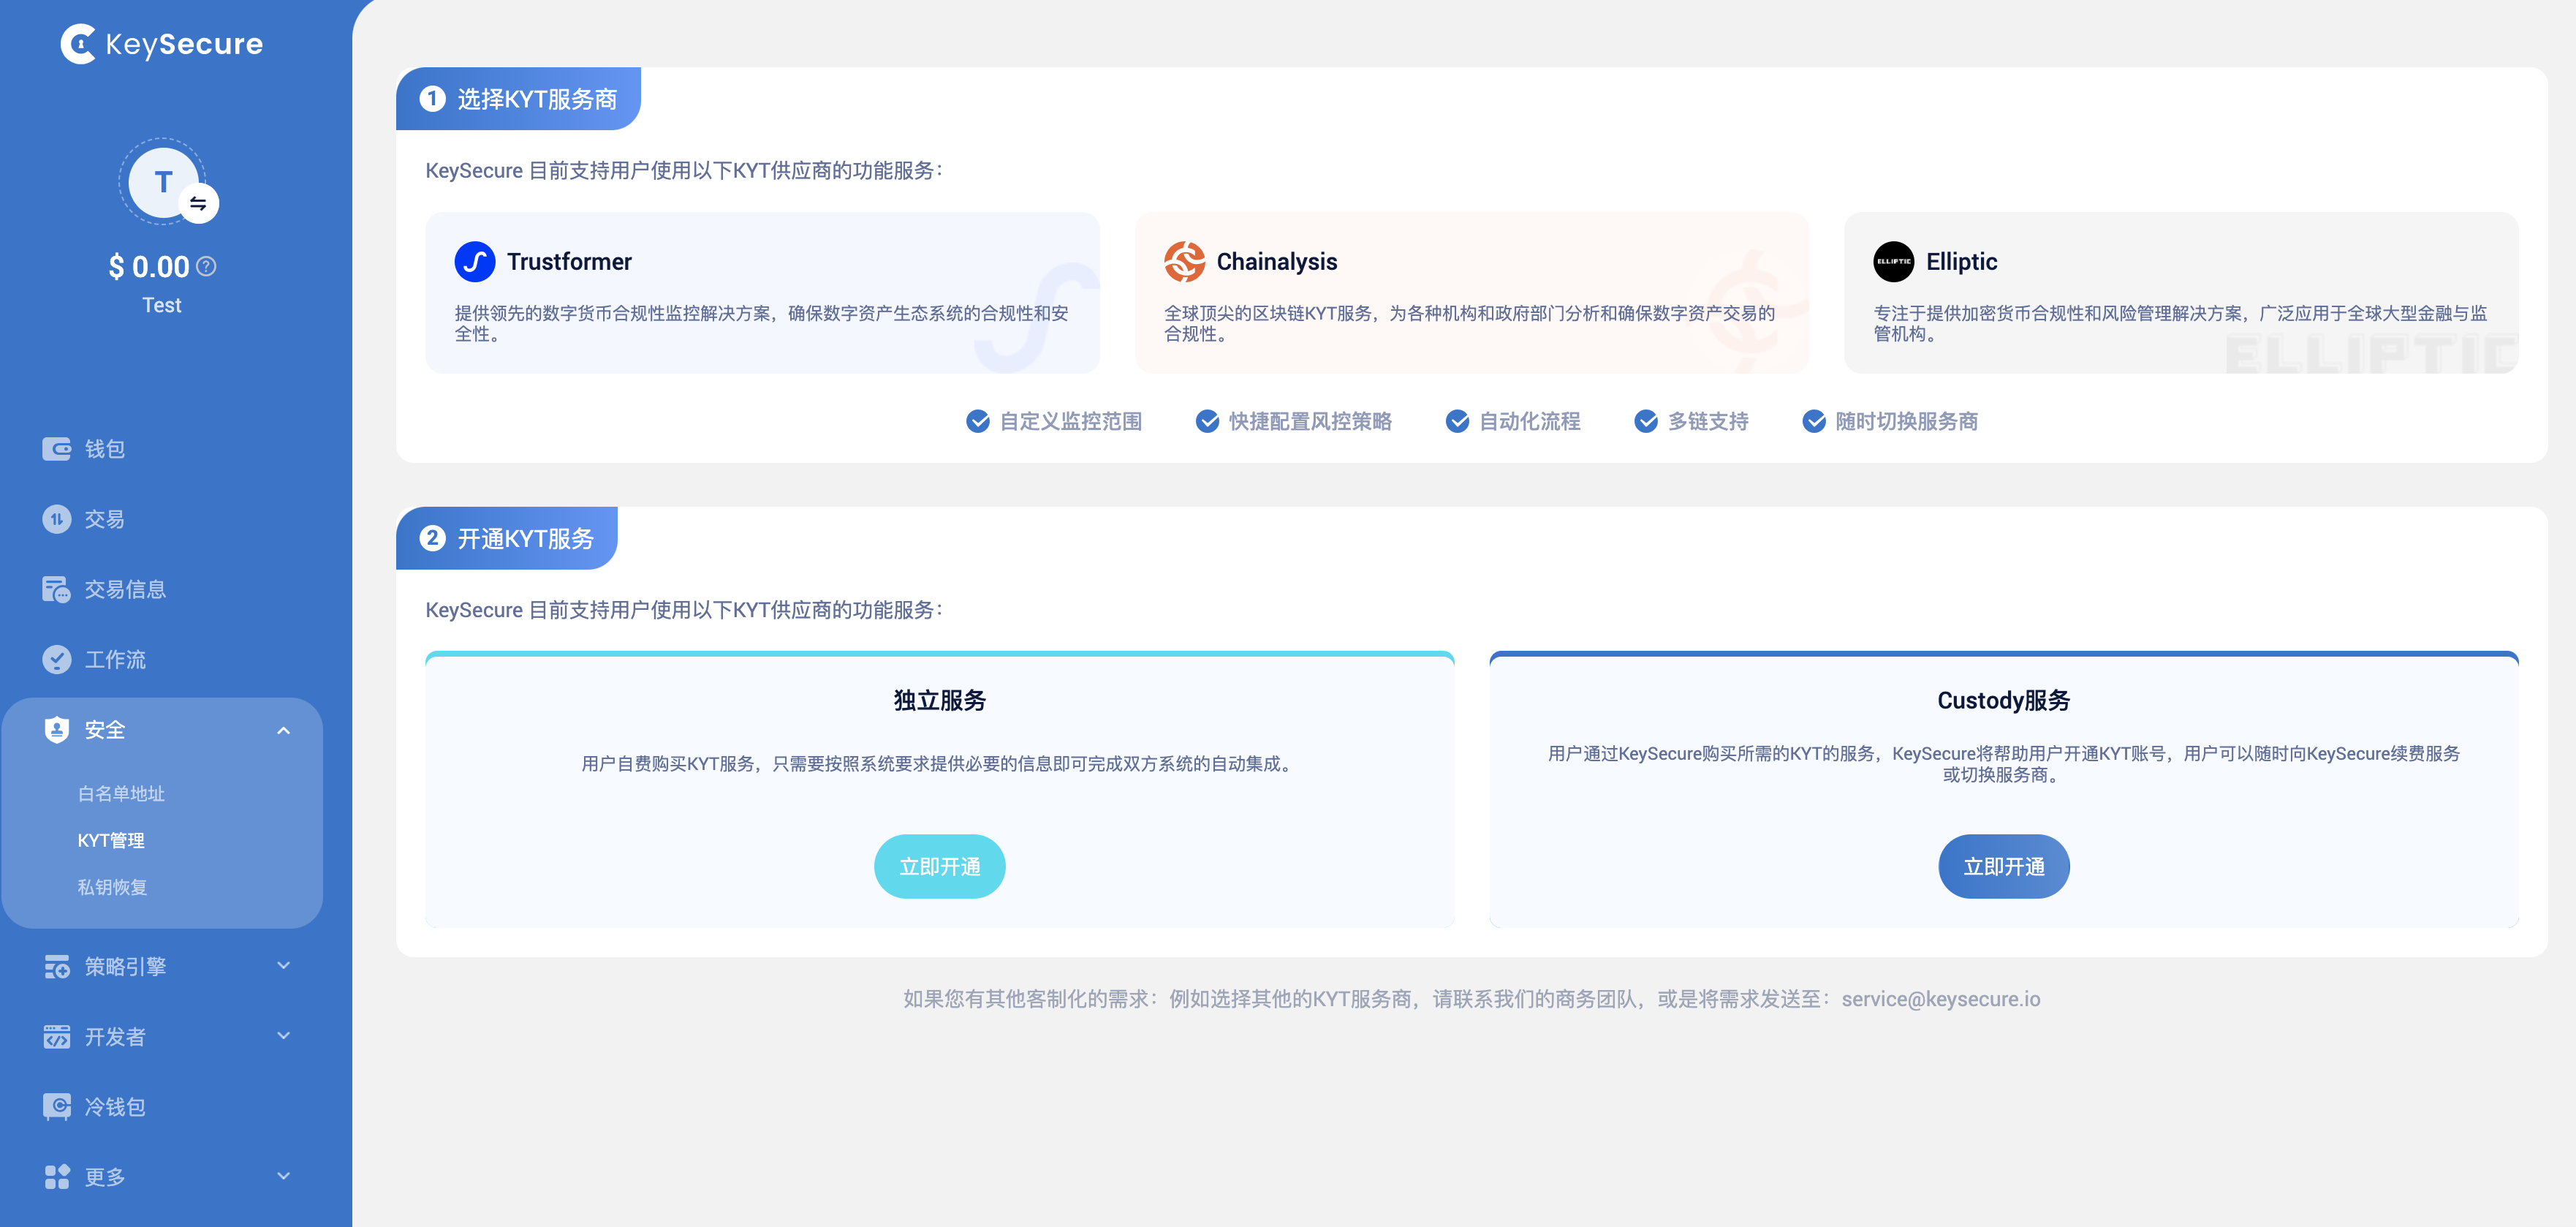 KeySecure
T
$ 0.00
Test
钱包
交易
交易信息
工作流
安全
白名单地址
KYT管理
私钥恢复
策略引擎
开发者
冷钱包
更多
1 选择KYT服务商
KeySecure 目前支持用户使用以下KYT供应商的功能服务：
Trustformer
提供领先的数字货币合规性监控解决方案，确保数字资产生态系统的合规性和安
全性。
Chainalysis
全球顶尖的区块链KYT服务，为各种机构和政府部门分析和确保数字资产交易的
合规性。
ELLIPTIC
Elliptic
专注于提供加密货币合规性和风险管理解决方案，广泛应用于全球大型金融与监
管机构。
ELLIPTIC
自定义监控范围
快捷配置风控策略
自动化流程
多链支持
随时切换服务商
2 开通KYT服务
KeySecure 目前支持用户使用以下KYT供应商的功能服务：
独立服务
用户自费购买KYT服务，只需要按照系统要求提供必要的信息即可完成双方系统的自动集成。
立即开通
Custody服务
用户通过KeySecure购买所需的KYT的服务，KeySecure将帮助用户开通KYT账号，用户可以随时向KeySecure续费服务
或切换服务商。
立即开通
如果您有其他客制化的需求：例如选择其他的KYT服务商，请联系我们的商务团队，或是将需求发送至：service@keysecure.io